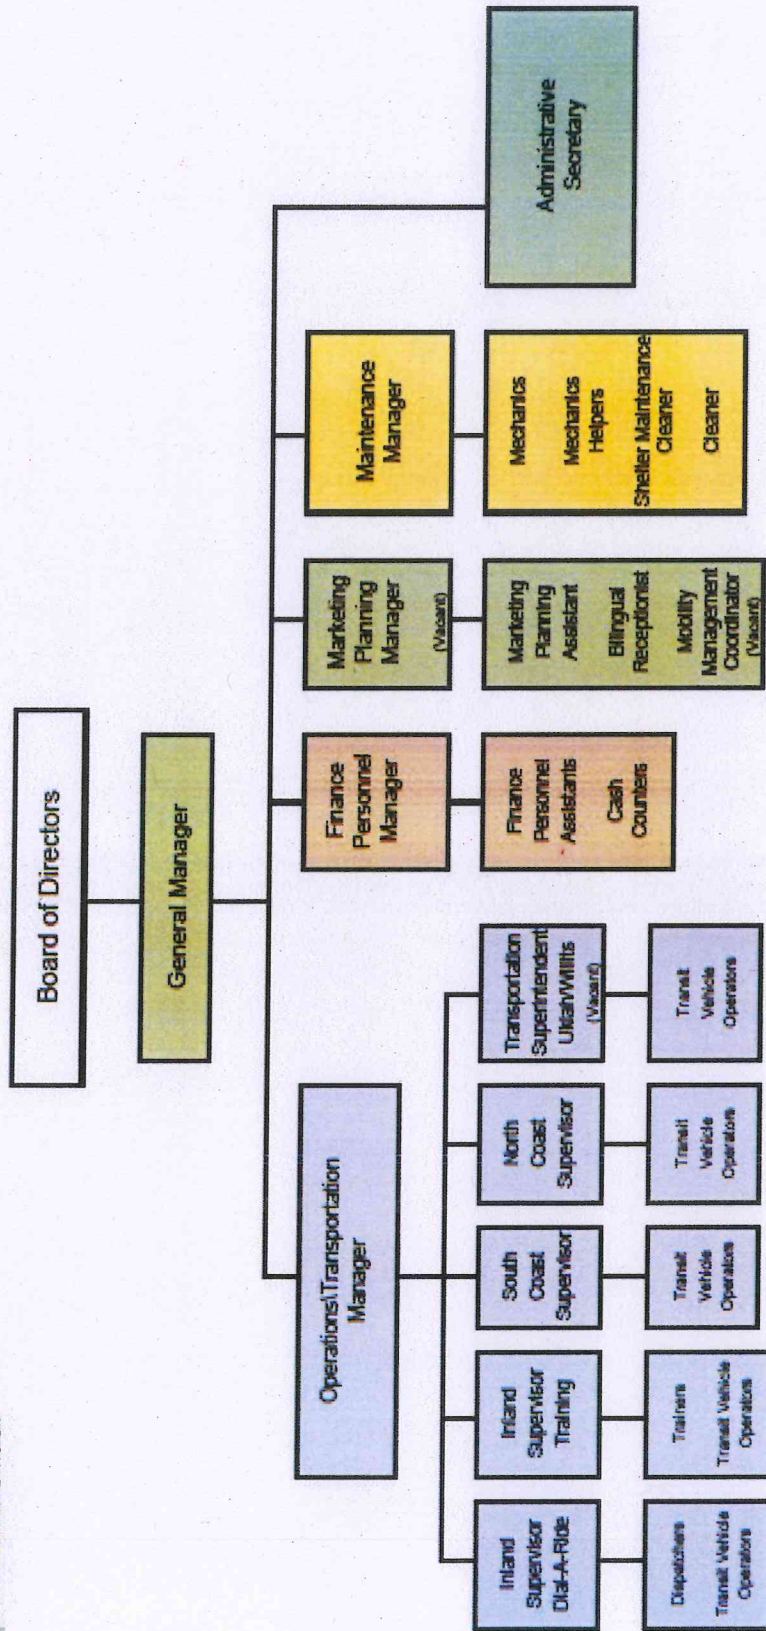 Board of Directors
General Manager
Operations\Transportation
Manager
Finance
Personnel
Manager
Marketing
Planning
Manager
(Vacant)
Maintenance
Manager
Administrative
Secretary
Inland
Supervisor
Dial-A-Ride
Inland
Supervisor
Training
South
Coast
Supervisor
North
Coast
Supervisor
Transportation
Superintendent
Ukiah/Willits
(Vacant)
Finance
Personnel
Assistants
Cash
Counters
Marketing
Planning
Assistant
Bilingual
Receptionist
Mobility
Management
Coordinator
(Vacant)
Mechanics
Mechanics
Helpers
Shelter Maintenance
Cleaner
Cleaner
Dispatchers
Transit Vehicle
Operators
Trainers
Transit Vehicle
Operators
Transit
Vehicle
Operators
Transit
Vehicle
Operators
Transit
Vehicle
Operators